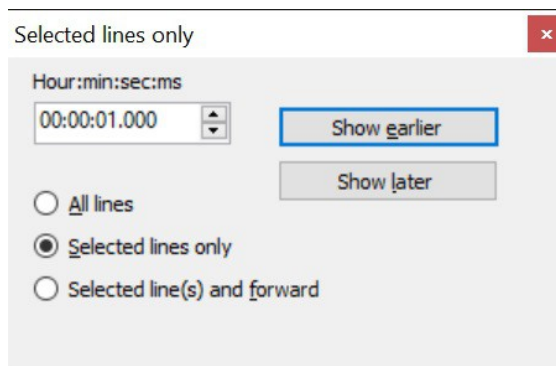 Selected lines only
Hour:min:sec:ms
00:00:01.000
Show earlier
Show later
All lines
Selected lines only
Selected line(s) and forward